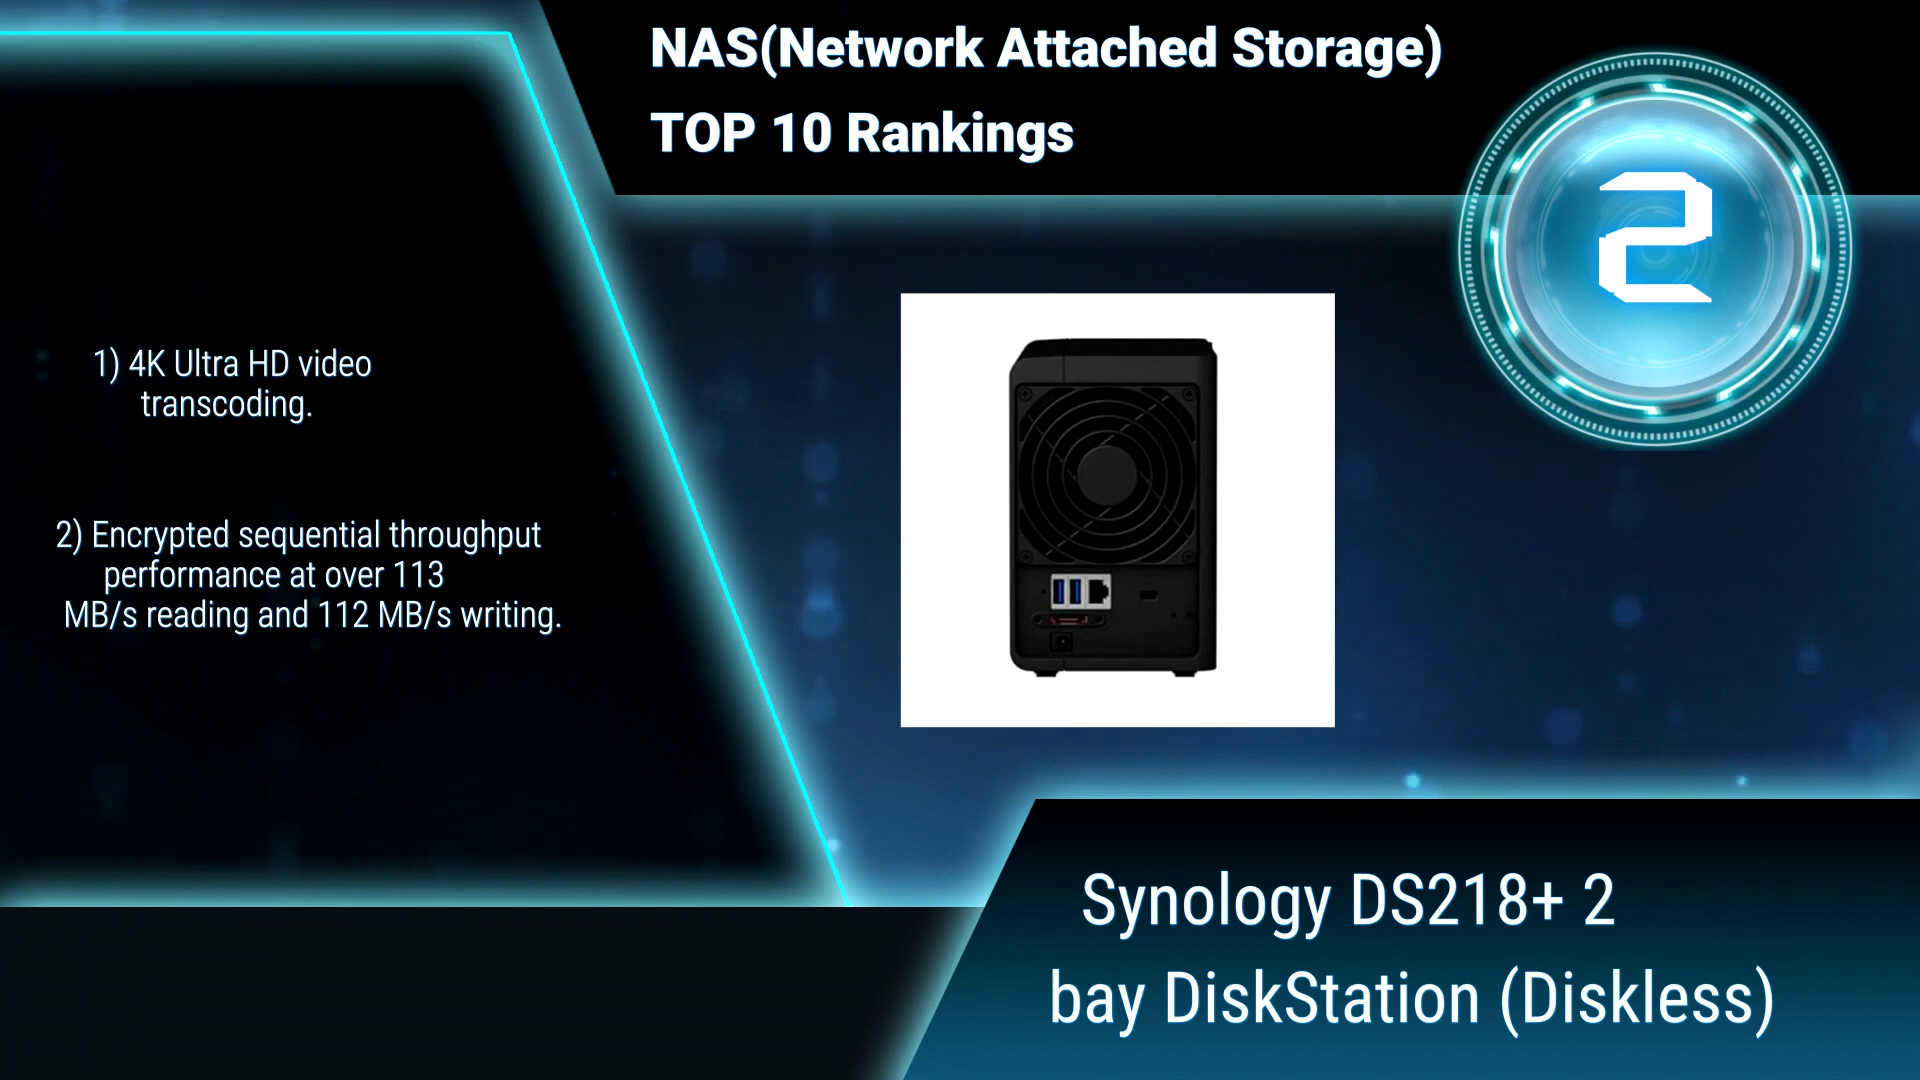 NAS(Network Attached Storage)
TOP 10 Rankings
2
1) 4K Ultra HD video
transcoding.
2) Encrypted sequential throughput
performance at over 113
MB/s reading and 112 MB/s writing.
Synology DS218+ 2
bay DiskStation (Diskless)